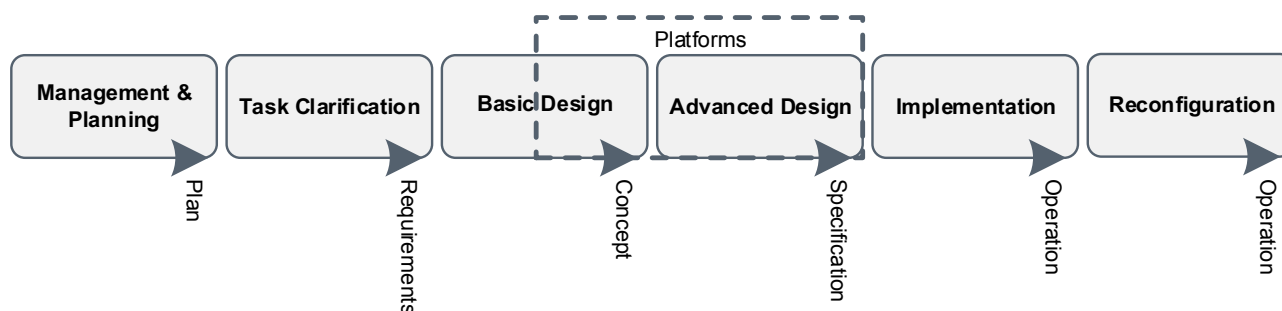 Platforms
Management &
Planning
Task Clarification
Basic Design
Advanced Design
Implementation
Reconfiguration
Plan
Requirements
Concept
Specification
Operation
Operation